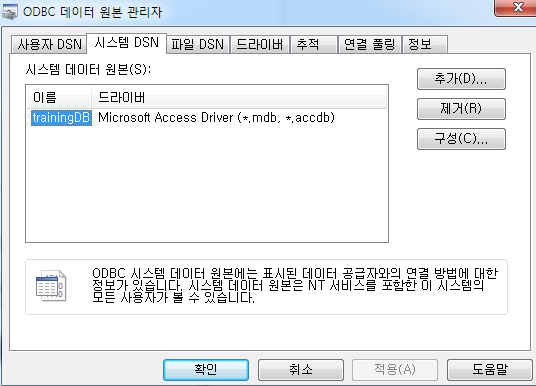 ODBC 데이터 원본 관리자
사용자 DSN 시스템 DSN 파일 DSN 드라이버 추적 연결 풀링 정보
시스템 데이터 원본(S):
이름 드라이버
trainingDB Microsoft Access Driver (*.mdb, *.accdb)
추가(D)...
제거(R)
구성(C)...
ODBC 시스템 데이터 원본에는 표시된 데이터 공급자와의 연결 방법에 대한
정보가 있습니다. 시스템 데이터 원본은 NT 서비스를 포함한 이 시스템의
모든 사용자가 볼 수 있습니다.
확인 취소 적용(A) 도움말